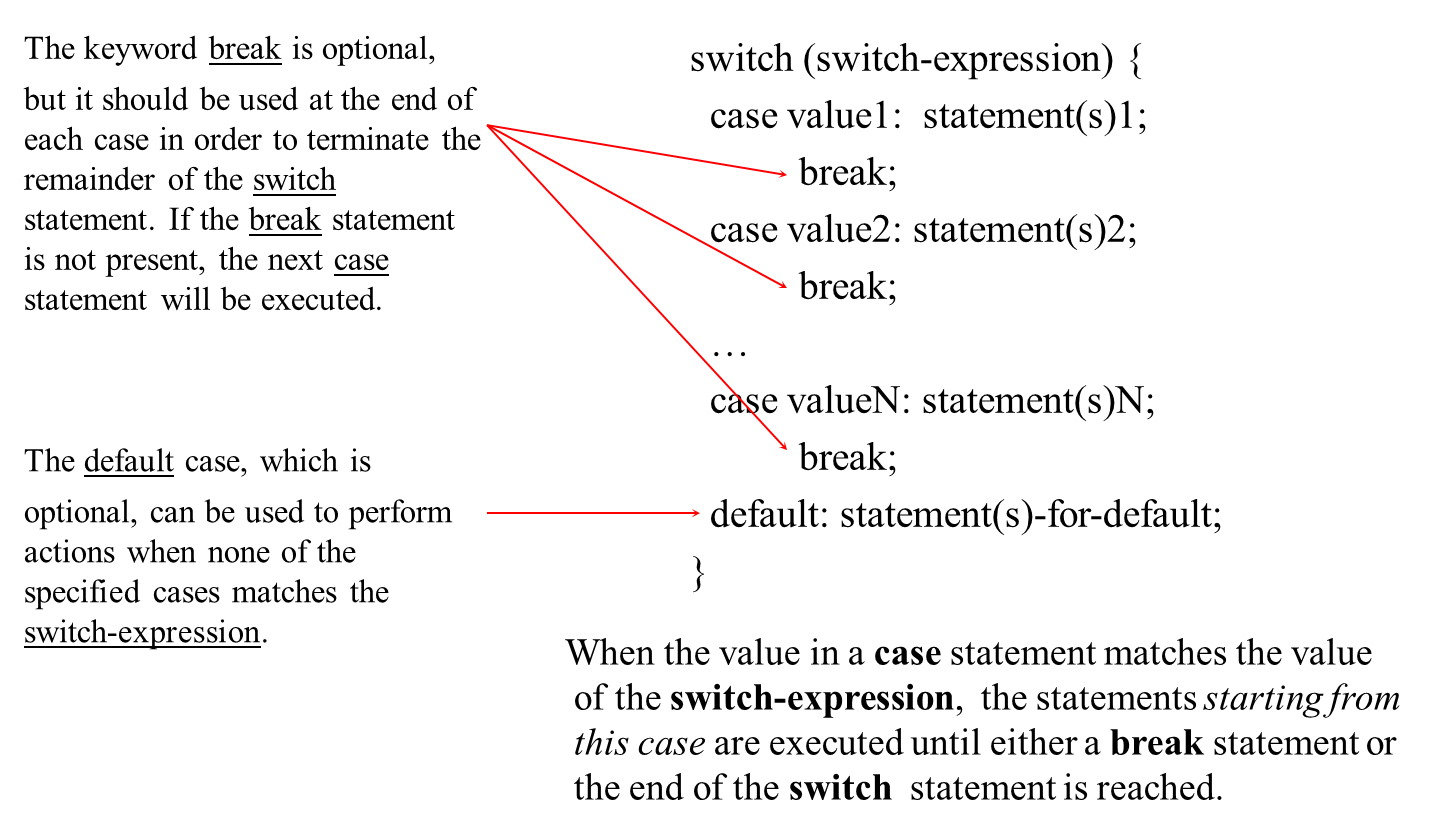 The keyword break is optional,
but it should be used at the end of
each case in order to terminate the
remainder of the switch
statement. If the break statement
is not present, the next case
statement will be executed.
The default case, which is
optional, can be used to perform
actions when none of the
specified cases matches the
switch-expression.
switch (switch-expression) {
case value1: statement(s)1;
break;
case value2: statement(s)2;
break;
…
case valueN: statement(s)N;
break;
default: statement(s)-for-default;
}
When the value in a case statement matches the value
of the switch-expression, the statements starting from
this case are executed until either a break statement or
the end of the switch statement is reached.